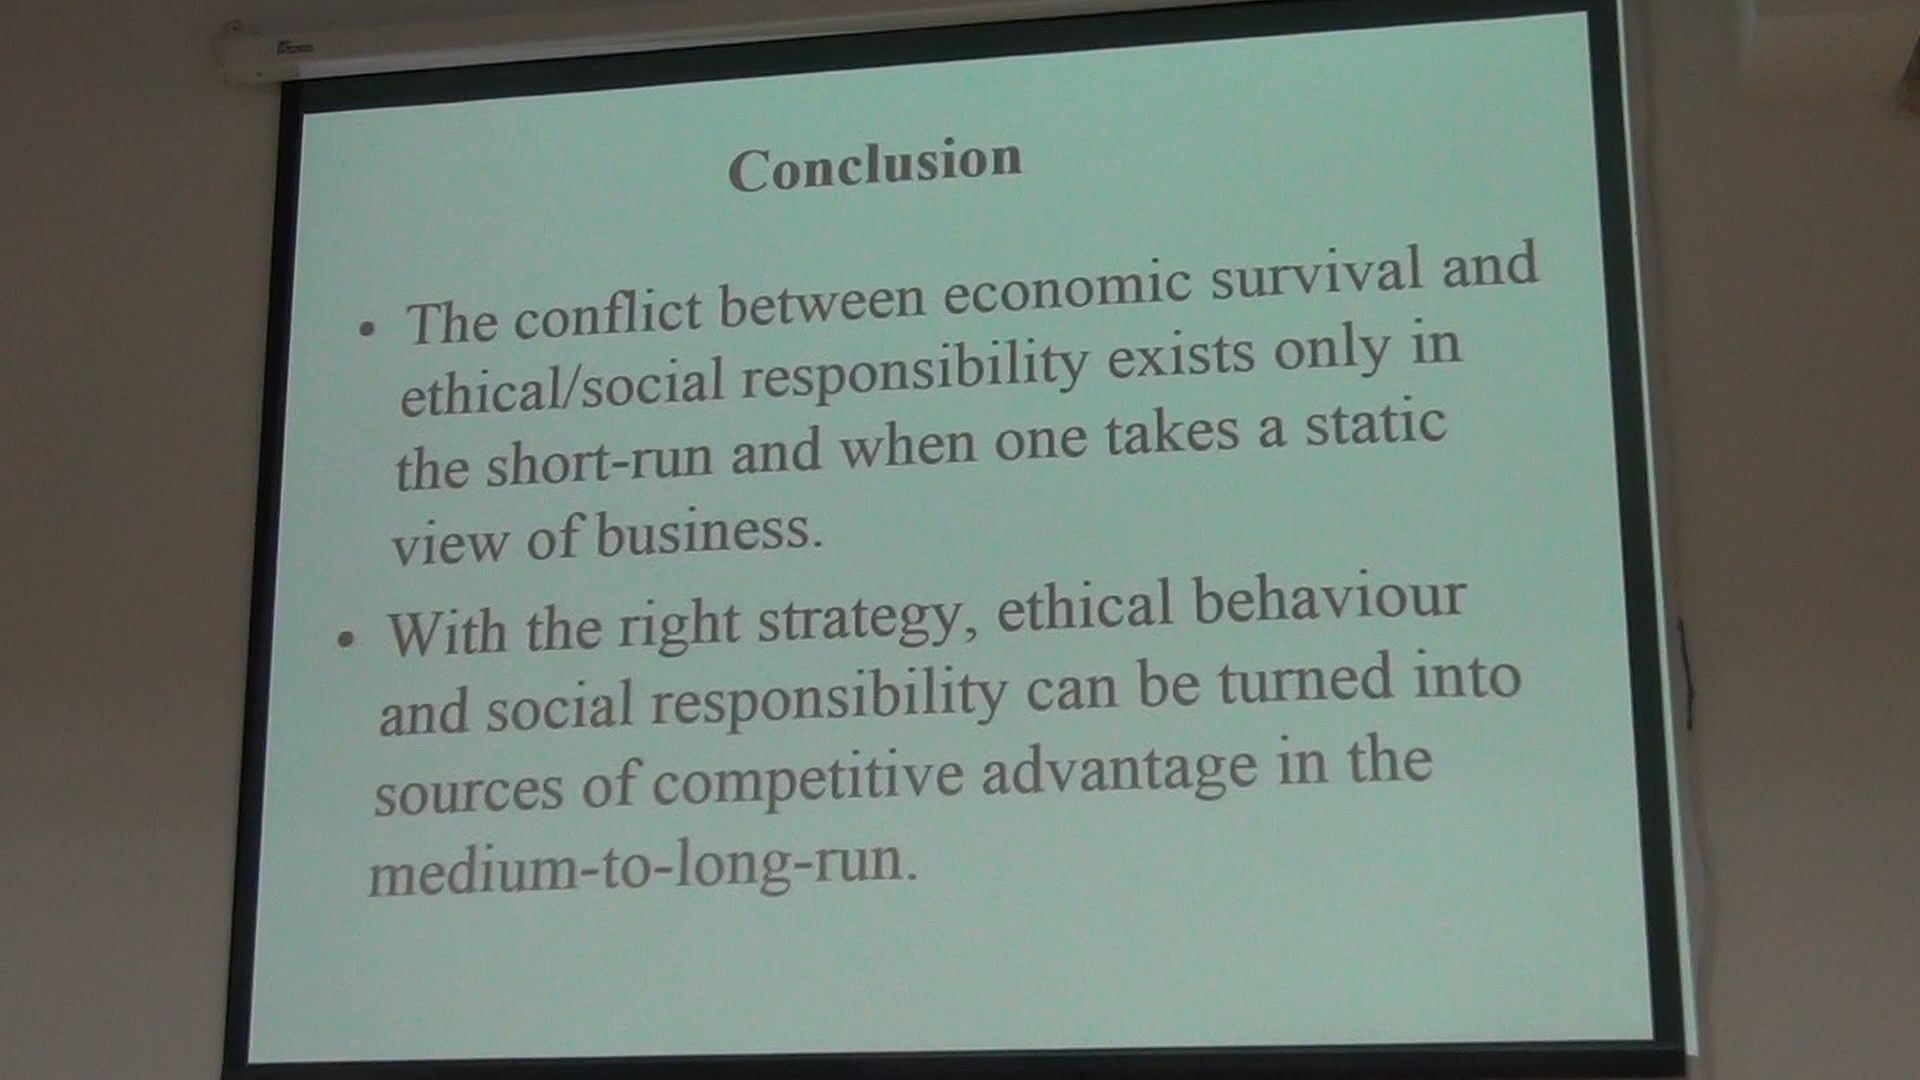 Conclusion
• The conflict between economic survival and
ethical/social responsibility exists only in
the short-run and when one takes a static
view of business.
• With the right strategy, ethical behaviour
and social responsibility can be turned into
sources of competitive advantage in the
medium-to-long-run.